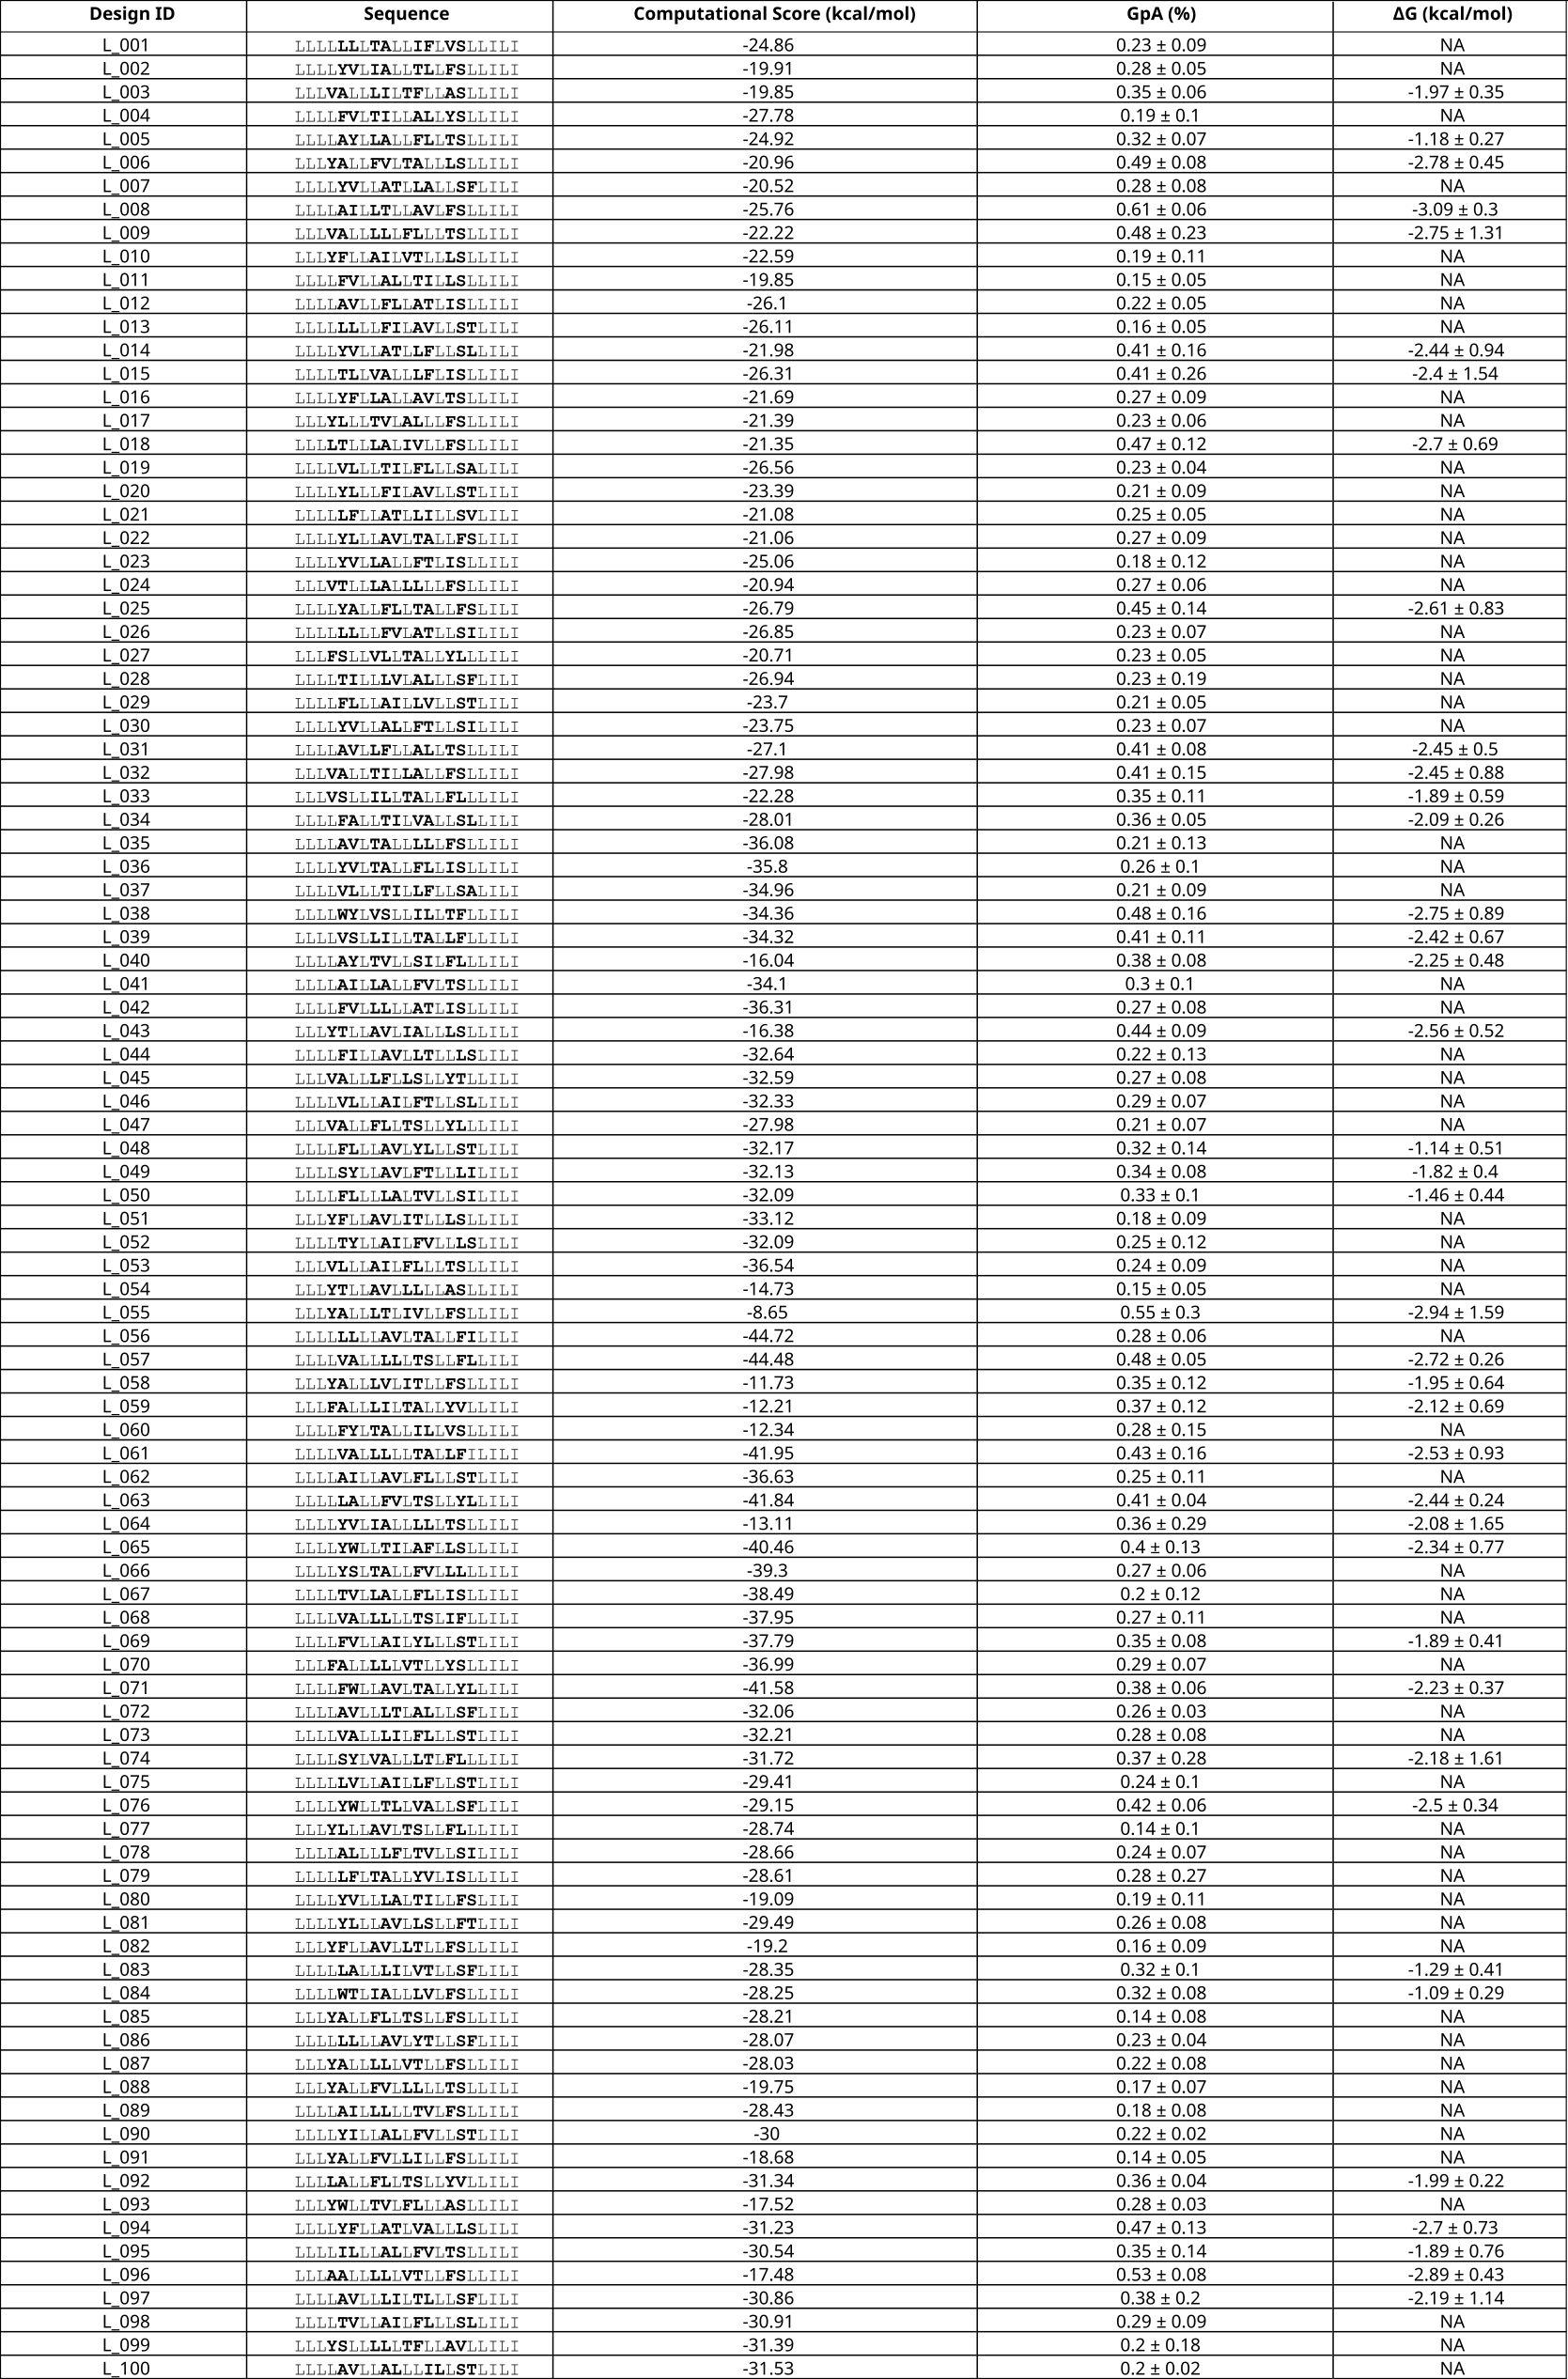 Design ID Sequence Computational Score (kcal/mol) GpA (%) ΔG (kcal/mol)
L_001 LLLLLLLTALLIFLVSLLILI -24.86 0.23 ± 0.09 NA
L_002 LLLLYVLIALLTLLFSLLILI -19.91 0.28 ± 0.05 NA
L_003 LLLVALLLILTFLLASLLILI -19.85 0.35 ± 0.06 -1.97 ± 0.35
L_004 LLLLFVLTILLALLYSLLILI -27.78 0.19 ± 0.1 NA
L_005 LLLLAYLLALLFLLTSLLILI -24.92 0.32 ± 0.07 -1.18 ± 0.27
L_006 LLLYALLFVLTALLLSLLILI -20.96 0.49 ± 0.08 -2.78 ± 0.45
L_007 LLLLYVLLATLLALLSFLILI -20.52 0.28 ± 0.08 NA
L_008 LLLLAILLTLLAVLFSLLILI -25.76 0.61 ± 0.06 -3.09 ± 0.3
L_009 LLLVALLLLLFLLLTSLLILI -22.22 0.48 ± 0.23 -2.75 ± 1.31
L_010 LLLYFLLAILVTLLLSLLILI -22.59 0.19 ± 0.11 NA
L_011 LLLLFVLLALLTILLSLLILI -19.85 0.15 ± 0.05 NA
L_012 LLLLAVLLFLLATLISLLILI -26.1 0.22 ± 0.05 NA
L_013 LLLLLLLLFILAVLLSTLILI -26.11 0.16 ± 0.05 NA
L_014 LLLLYVLLATLLFLLSLLILI -21.98 0.41 ± 0.16 -2.44 ± 0.94
L_015 LLLLTLLVALLLFLISLLILI -26.31 0.41 ± 0.26 -2.4 ± 1.54
L_016 LLLLYFLLALLAVLTSLLILI -21.69 0.27 ± 0.09 NA
L_017 LLLYLLLTVLALLLFSLLILI -21.39 0.23 ± 0.06 NA
L_018 LLLLTLLLALIVLLFSLLILI -21.35 0.47 ± 0.12 -2.7 ± 0.69
L_019 LLLLVLLLTILFLLLSALILI -26.56 0.23 ± 0.04 NA
L_020 LLLLYLLLFILAVLLSTLILI -23.39 0.21 ± 0.09 NA
L_021 LLLLLFLLATLLILLSVLILI -21.08 0.25 ± 0.05 NA
L_022 LLLLYLLLAVLTALLFSLILI -21.06 0.27 ± 0.09 NA
L_023 LLLLYVLLALLFTLISLLILI -25.06 0.18 ± 0.12 NA
L_024 LLLVTLLLALLLLLFSLLILI -20.94 0.27 ± 0.06 NA
L_025 LLLLYALLFLLTALLFSLILI -26.79 0.45 ± 0.14 -2.61 ± 0.83
L_026 LLLLLLLLFVLATLLSILILI -26.85 0.23 ± 0.07 NA
L_027 LLLFSLLVLLTALLYLLLILI -20.71 0.23 ± 0.05 NA
L_028 LLLLTILLLVLALLLSFLILI -26.94 0.23 ± 0.19 NA
L_029 LLLLFLLLAILLVLLSTLILI -23.7 0.21 ± 0.05 NA
L_030 LLLLYVLLALLFTLLSILILI -23.75 0.23 ± 0.07 NA
L_031 LLLLAVLLFLLALLTSLLILI -27.1 0.41 ± 0.08 -2.45 ± 0.5
L_032 LLLVALLTILLALLFSLLILI -27.98 0.41 ± 0.15 -2.45 ± 0.88
L_033 LLLVSLLILLTALLFLLLILI -22.28 0.35 ± 0.11 -1.89 ± 0.59
L_034 LLLLFALLTILVALLSLLILI -28.01 0.36 ± 0.05 -2.09 ± 0.26
L_035 LLLLAVLTALLLLLFSLLILI -36.08 0.21 ± 0.13 NA
L_036 LLLLYVLTALLFLLISLLILI -35.8 0.26 ± 0.1 NA
L_037 LLLLVLLLTILLFLLSALILI -34.96 0.21 ± 0.09 NA
L_038 LLLLWYLVSLLILLTFLLILI -34.36 0.48 ± 0.16 -2.75 ± 0.89
L_039 LLLLVSLLILLTALLFLLILI -34.32 0.41 ± 0.11 -2.42 ± 0.67
L_040 LLLLAYLTVLLSILFLLLILI -16.04 0.38 ± 0.08 -2.25 ± 0.48
L_041 LLLLAILLALLFVLTSLLILI -34.1 0.3 ± 0.1 NA
L_042 LLLLFVLLLLLATLISLLILI -36.31 0.27 ± 0.08 NA
L_043 LLLYTLLAVLIALLLSLLILI -16.38 0.44 ± 0.09 -2.56 ± 0.52
L_044 LLLLFILLAVLLTLLLSLILI -32.64 0.22 ± 0.13 NA
L_045 LLLVALLLFLLSLLYTLLILI -32.59 0.27 ± 0.08 NA
L_046 LLLLVLLLAILFTLLSLLILI -32.33 0.29 ± 0.07 NA
L_047 LLLVALLFLLTSLLYLLLILI -27.98 0.21 ± 0.07 NA
L_048 LLLLFLLLAVLYLLLSTLILI -32.17 0.32 ± 0.14 -1.14 ± 0.51
L_049 LLLLSYLLAVLFTLLLILILI -32.13 0.34 ± 0.08 -1.82 ± 0.4
L_050 LLLLFLLLLALTVLLSILILI -32.09 0.33 ± 0.1 -1.46 ± 0.44
L_051 LLLYFLLAVLITLLLSLLILI -33.12 0.18 ± 0.09 NA
L_052 LLLLTYLLAILFVLLLSLILI -32.09 0.25 ± 0.12 NA
L_053 LLLVLLLAILFLLLTSLLILI -36.54 0.24 ± 0.09 NA
L_054 LLLYTLLAVLLLLLASLLILI -14.73 0.15 ± 0.05 NA
L_055 LLLYALLLTLIVLLFSLLILI -8.65 0.55 ± 0.3 -2.94 ± 1.59
L_056 LLLLLLLLAVLTALLFILILI -44.72 0.28 ± 0.06 NA
L_057 LLLLVALLLLLTSLLFLLILI -44.48 0.48 ± 0.05 -2.72 ± 0.26
L_058 LLLYALLLVLITLLFSLLILI -11.73 0.35 ± 0.12 -1.95 ± 0.64
L_059 LLLFALLLILTALLYVLLILI -12.21 0.37 ± 0.12 -2.12 ± 0.69
L_060 LLLLFYLTALLILLVSLLILI -12.34 0.28 ± 0.15 NA
L_061 LLLLVALLLLLTALLFILILI -41.95 0.43 ± 0.16 -2.53 ± 0.93
L_062 LLLLAILLAVLFLLLSTLILI -36.63 0.25 ± 0.11 NA
L_063 LLLLLALLFVLTSLLYLLILI -41.84 0.41 ± 0.04 -2.44 ± 0.24
L_064 LLLLYVLIALLLLLTSLLILI -13.11 0.36 ± 0.29 -2.08 ± 1.65
L_065 LLLLYWLLTILAFLLSLLILI -40.46 0.4 ± 0.13 -2.34 ± 0.77
L_066 LLLLYSLTALLFVLLLLLILI -39.3 0.27 ± 0.06 NA
L_067 LLLLTVLLALLFLLISLLILI -38.49 0.2 ± 0.12 NA
L_068 LLLLVALLLLLTSLIFLLILI -37.95 0.27 ± 0.11 NA
L_069 LLLLFVLLAILYLLLSTLILI -37.79 0.35 ± 0.08 -1.89 ± 0.41
L_070 LLLFALLLLLVTLLYSLLILI -36.99 0.29 ± 0.07 NA
L_071 LLLLFWLLAVLTALLYLLILI -41.58 0.38 ± 0.06 -2.23 ± 0.37
L_072 LLLLAVLLLTLALLLSFLILI -32.06 0.26 ± 0.03 NA
L_073 LLLLVALLLILFLLLSTLILI -32.21 0.28 ± 0.08 NA
L_074 LLLLSYLVALLLTLFLLLILI -31.72 0.37 ± 0.28 -2.18 ± 1.61
L_075 LLLLLVLLAILLFLLSTLILI -29.41 0.24 ± 0.1 NA
L_076 LLLLYWLLTLLVALLSFLILI -29.15 0.42 ± 0.06 -2.5 ± 0.34
L_077 LLLYLLLAVLTSLLFLLLILI -28.74 0.14 ± 0.1 NA
L_078 LLLLALLLLFLTVLLSILILI -28.66 0.24 ± 0.07 NA
L_079 LLLLLFLTALLYVLISLLILI -28.61 0.28 ± 0.27 NA
L_080 LLLLYVLLLALTILLFSLILI -19.09 0.19 ± 0.11 NA
L_081 LLLLYLLLAVLLSLLFTLILI -29.49 0.26 ± 0.08 NA
L_082 LLLYFLLAVLLTLLFSLLILI -19.2 0.16 ± 0.09 NA
L_083 LLLLLALLLILVTLLSFLILI -28.35 0.32 ± 0.1 -1.29 ± 0.41
L_084 LLLLWTLIALLLVLFSLLILI -28.25 0.32 ± 0.08 -1.09 ± 0.29
L_085 LLLYALLFLLTSLLFSLLILI -28.21 0.14 ± 0.08 NA
L_086 LLLLLLLLAVLYTLLSFLILI -28.07 0.23 ± 0.04 NA
L_087 LLLYALLLLLVTLLFSLLILI -28.03 0.22 ± 0.08 NA
L_088 LLLYALLFVLLLLLTSLLILI -19.75 0.17 ± 0.07 NA
L_089 LLLLAILLLLLTVLFSLLILI -28.43 0.18 ± 0.08 NA
L_090 LLLLYILLALLFVLLSTLILI -30 0.22 ± 0.02 NA
L_091 LLLYALLFVLLILLFSLLILI -18.68 0.14 ± 0.05 NA
L_092 LLLLALLFLLTSLLYVLLILI -31.34 0.36 ± 0.04 -1.99 ± 0.22
L_093 LLLYWLLTVLFLLLASLLILI -17.52 0.28 ± 0.03 NA
L_094 LLLLYFLLATLVALLLSLILI -31.23 0.47 ± 0.13 -2.7 ± 0.73
L_095 LLLLILLLALLFVLTSLLILI -30.54 0.35 ± 0.14 -1.89 ± 0.76
L_096 LLLAALLLLLVTLLFSLLILI -17.48 0.53 ± 0.08 -2.89 ± 0.43
L_097 LLLLAVLLLILTLLLSFLILI -30.86 0.38 ± 0.2 -2.19 ± 1.14
L_098 LLLLTVLLAILFLLLSLLILI -30.91 0.29 ± 0.09 NA
L_099 LLLYSLLLLLTFLLAVLLILI -31.39 0.2 ± 0.18 NA
L_100 LLLLAVLLALLLILLSTLILI -31.53 0.2 ± 0.02 NA